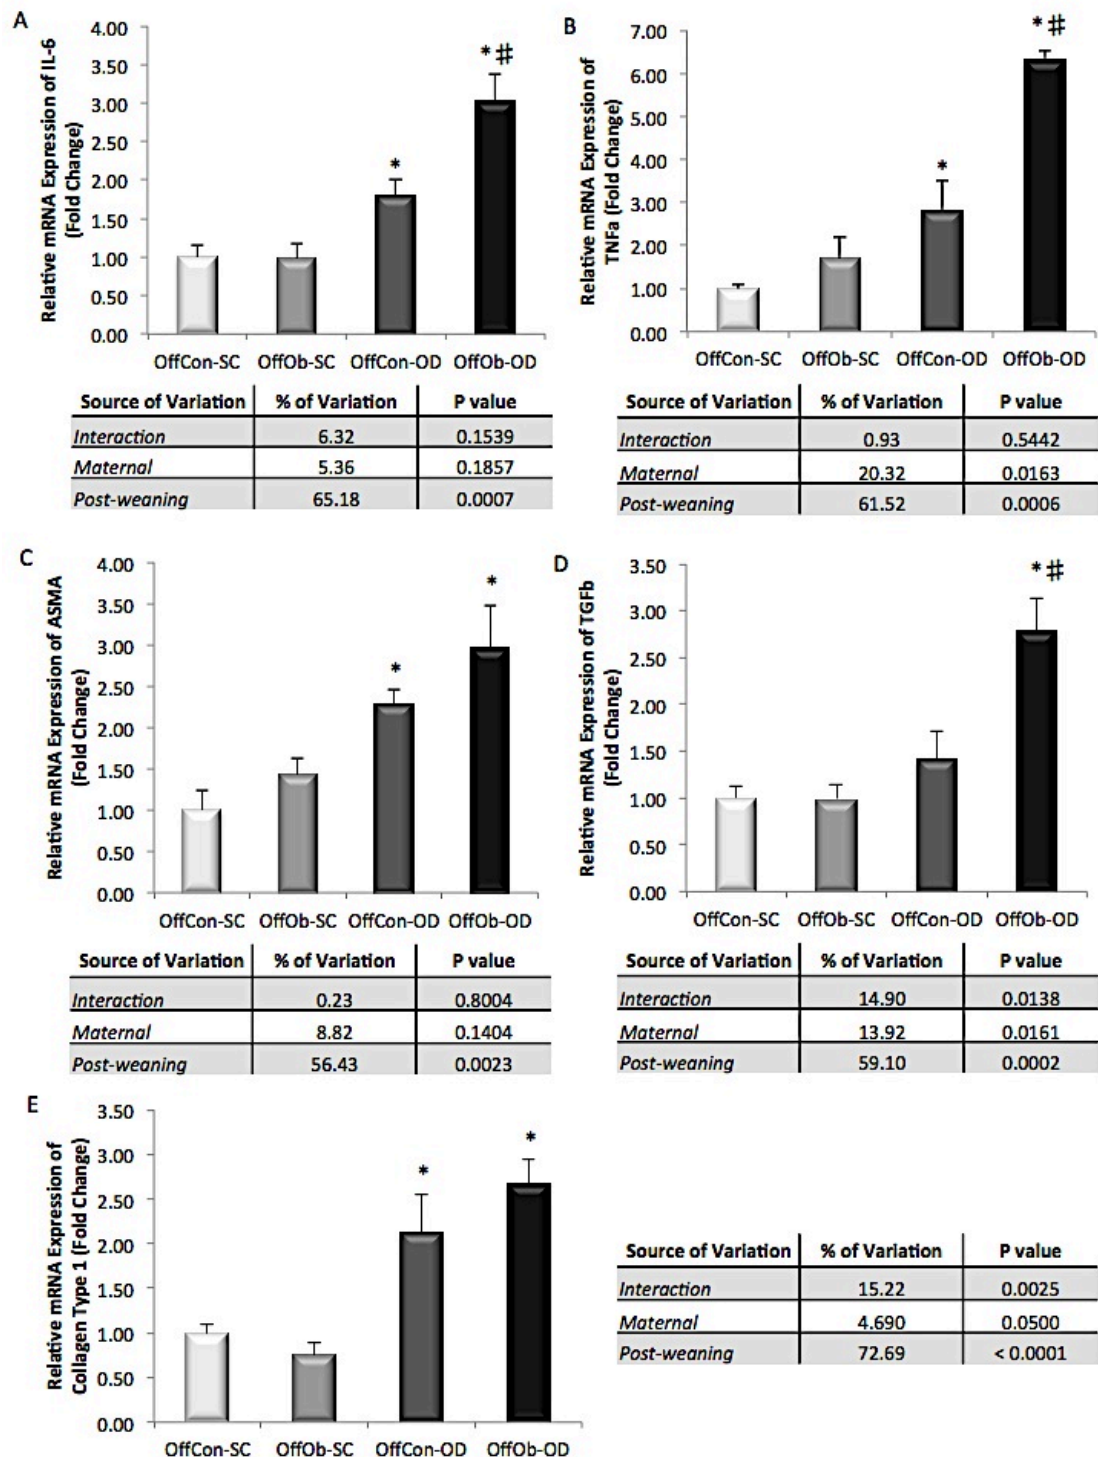 A
Relative mRNA Expression of IL-6
(Fold Change)
4.00
3.50
3.00
2.50
2.00
1.50
1.00
0.50
0.00
*
*#
OffCon-SC OffOb-SC OffCon-OD OffOb-OD
Source of Variation % of Variation P value
Interaction 6.32 0.1539
Maternal 5.36 0.1857
Post-weaning 65.18 0.0007
B
Relative mRNA Expression of
TNFa (Fold Change)
7.00
6.00
5.00
4.00
3.00
2.00
1.00
0.00
*
*#
OffCon-SC OffOb-SC OffCon-OD OffOb-OD
Source of Variation % of Variation P value
Interaction 0.93 0.5442
Maternal 20.32 0.0163
Post-weaning 61.52 0.0006
C
Relative mRNA Expression of ASMA
(Fold Change)
4.00
3.50
3.00
2.50
2.00
1.50
1.00
0.50
0.00
*
*
OffCon-SC OffOb-SC OffCon-OD OffOb-OD
Source of Variation % of Variation P value
Interaction 0.23 0.8004
Maternal 8.82 0.1404
Post-weaning 56.43 0.0023
D
Relative mRNA Expression of TGFb
(Fold Change)
3.50
3.00
2.50
2.00
1.50
1.00
0.50
0.00
*#
OffCon-SC OffOb-SC OffCon-OD OffOb-OD
Source of Variation % of Variation P value
Interaction 14.90 0.0138
Maternal 13.92 0.0161
Post-weaning 59.10 0.0002
E
Relative mRNA Expression of
Collagen Type 1 (Fold Change)
3.50
3.00
2.50
2.00
1.50
1.00
0.50
0.00
*
*
OffCon-SC OffOb-SC OffCon-OD OffOb-OD
Source of Variation % of Variation P value
Interaction 15.22 0.0025
Maternal 4.690 0.0500
Post-weaning 72.69 < 0.0001